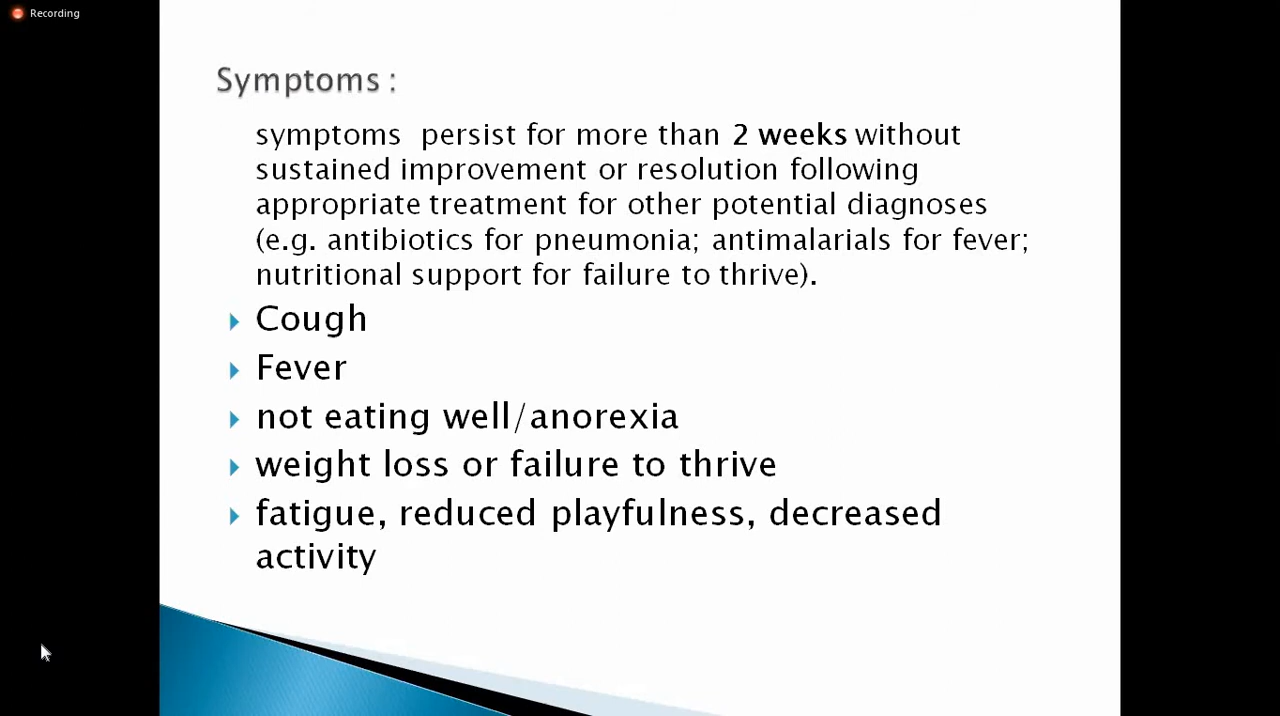 Recording
Symptoms :
symptoms persist for more than 2 weeks without
sustained improvement or resolution following
appropriate treatment for other potential diagnoses
(e.g. antibiotics for pneumonia; antimalarials for fever;
nutritional support for failure to thrive).
Cough
Fever
not eating well/anorexia
weight loss or failure to thrive
fatigue, reduced playfulness, decreased
activity